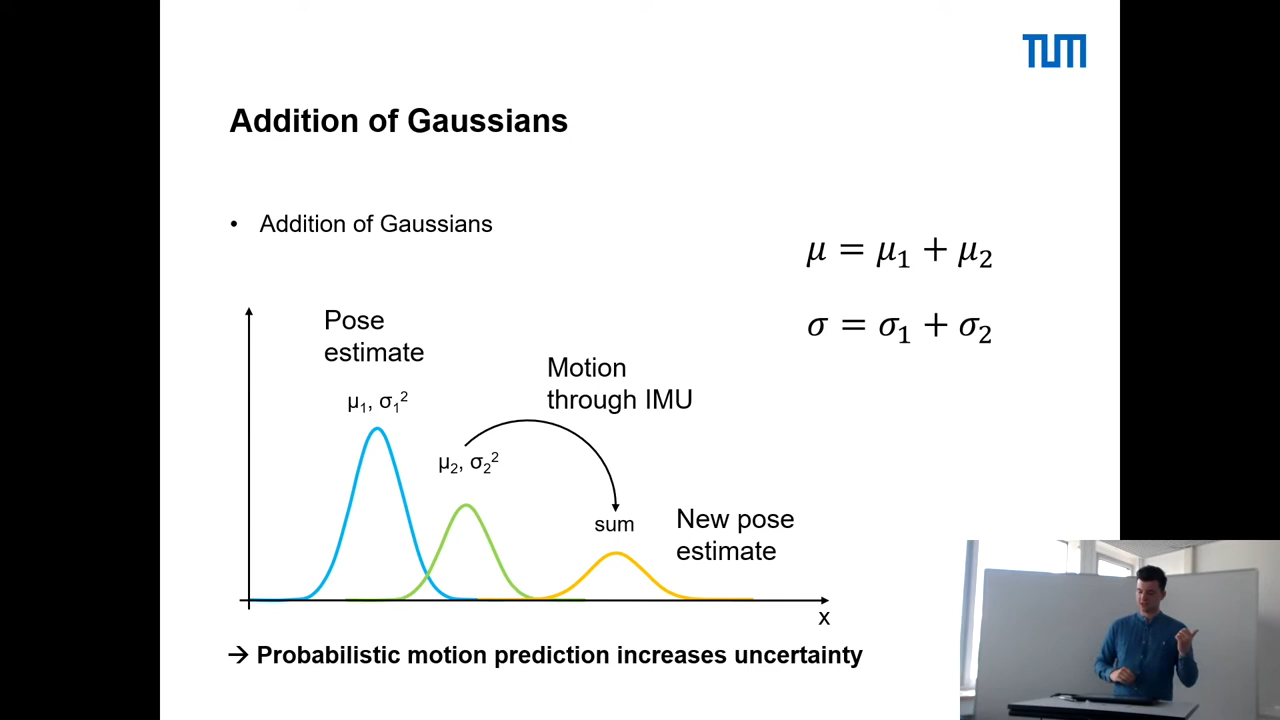 TUM
Addition of Gaussians
• Addition of Gaussians
μ = μ₁ + μ₂
σ = σ₁ + σ₂
Pose
estimate
μ₁, σ₁²
Motion
through IMU
μ₂, σ₂²
sum
New pose
estimate
x
→ Probabilistic motion prediction increases uncertainty